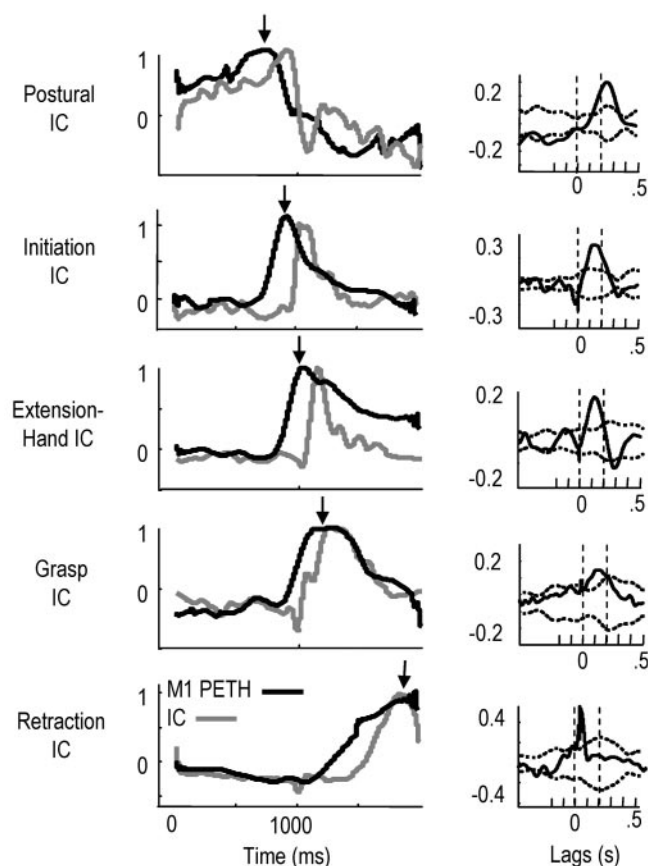 Postural
IC
1
0
0.2
-0.2
0
.5
Initiation
IC
1
0
0.3
-0.3
0
.5
Extension-
Hand IC
1
0
0.2
-0.2
0
.5
Grasp
IC
1
0
0.2
-0.2
0
.5
Retraction
IC
M1 PETH
IC
1
0
0.4
-0.4
0
.5
0
1000
Time (ms)
Lags (s)